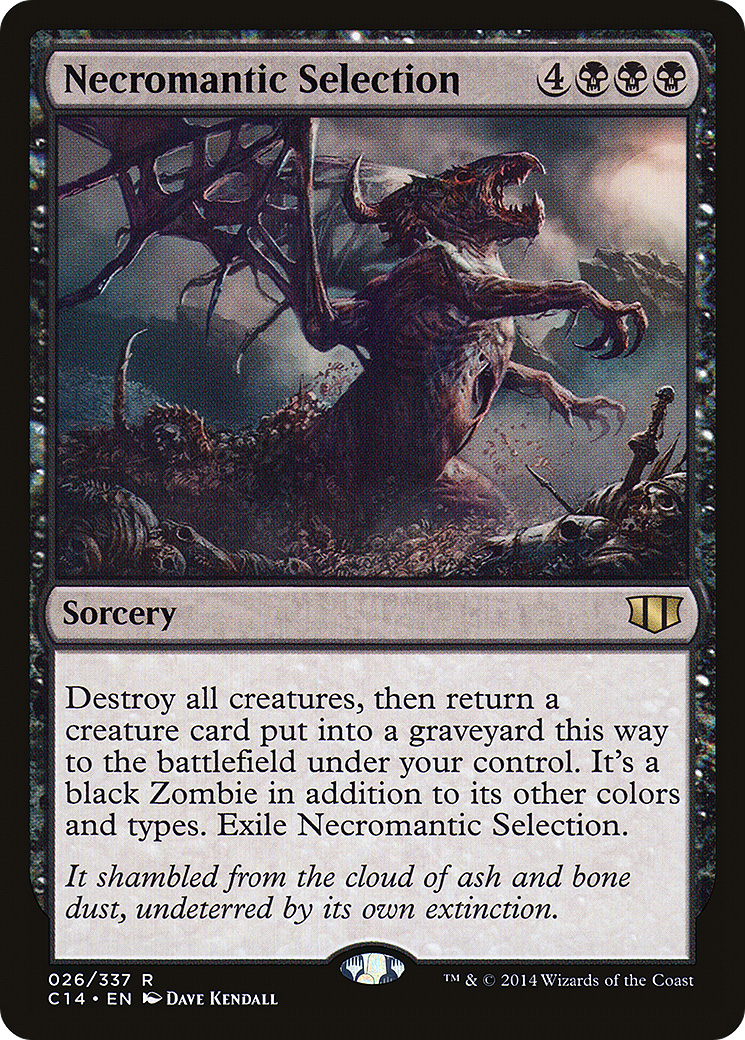 Necromantic Selection 4
Sorcery
Destroy all creatures, then return a
creature card put into a graveyard this way
to the battlefield under your control. It's a
black Zombie in addition to its other colors
and types. Exile Necromantic Selection.
It shambled from the cloud of ash and bone
dust, undeterred by its own extinction.
026/337 R
C14 • EN Dave Kendall
™ & © 2014 Wizards of the Coast